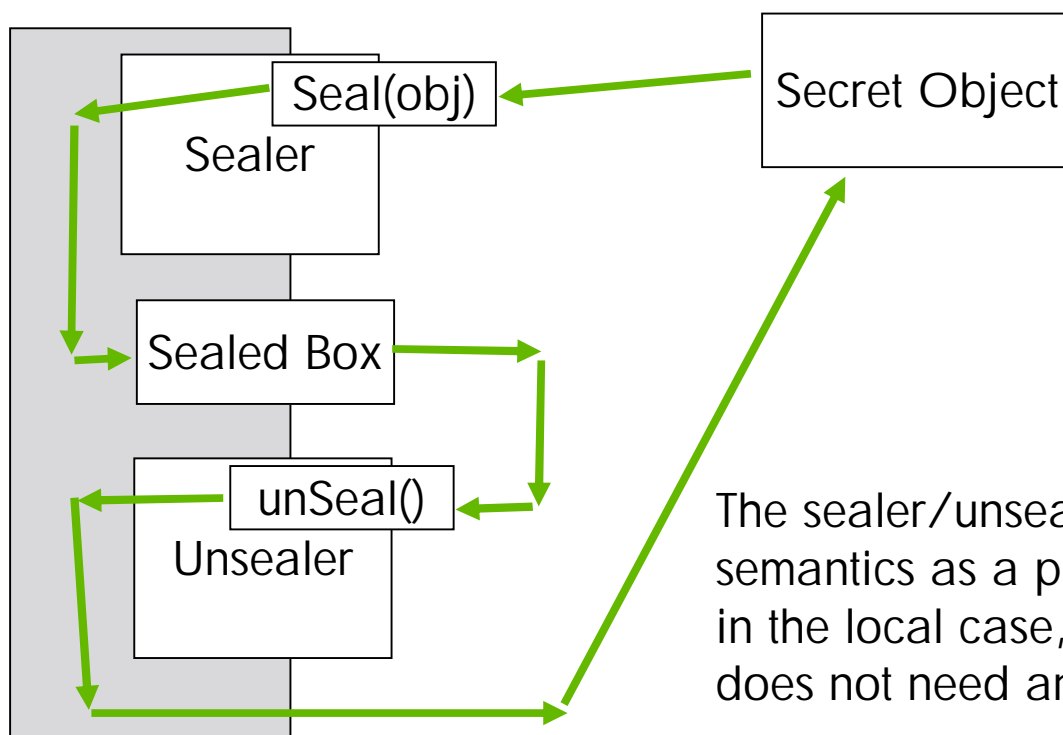 Seal(obj)
Secret Object
Sealer
Sealed Box
unSeal()
Unsealer
The sealer/unsea
semantics as a p
in the local case,
does not need an